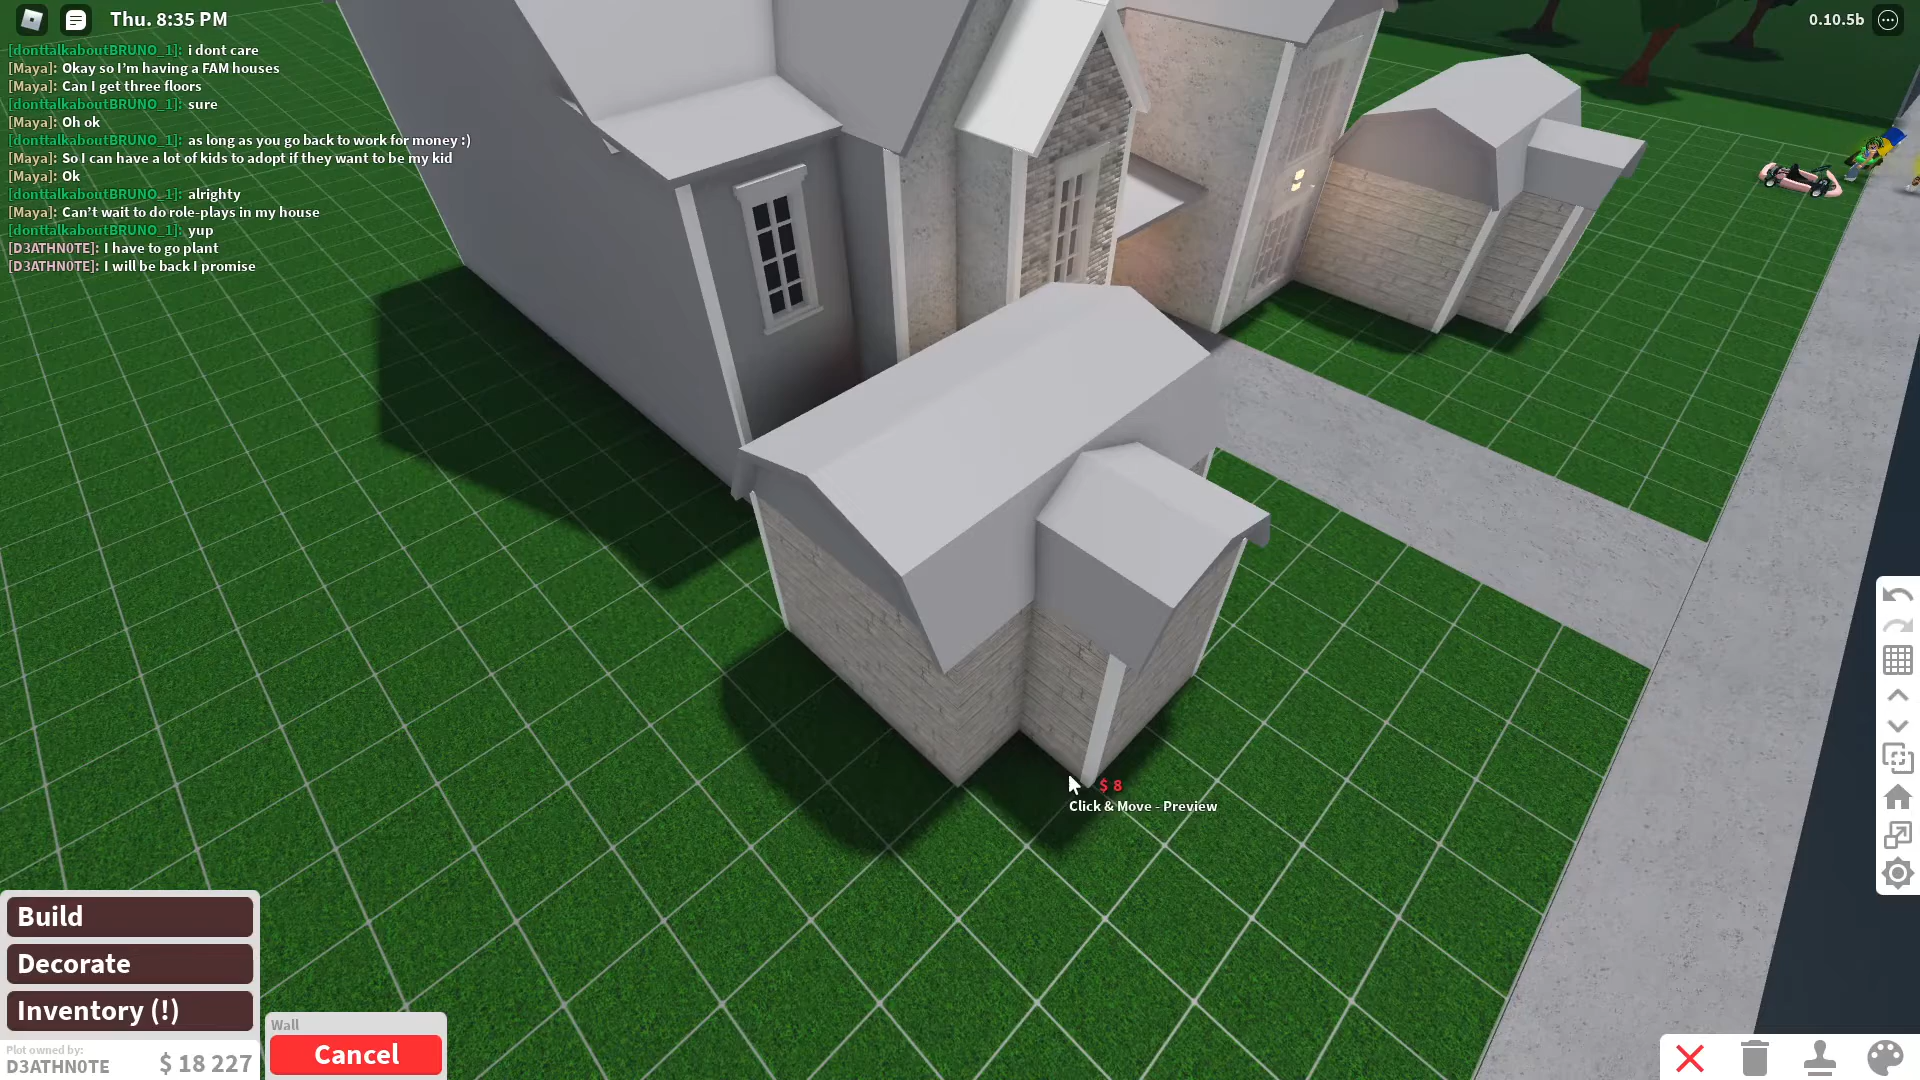 Thu. 8:35 PM
0.10.5b
[donttalkaboutBRUNO_1]: i dont care
[Maya]: Okay so I'm having a FAM houses
[Maya]: Can I get three floors
[donttalkaboutBRUNO_1]: sure
[Maya]: Oh ok
[donttalkaboutBRUNO_1]: as long as you go back to work for money :)
[Maya]: So I can have a lot of kids to adopt if they want to be my kid
[Maya]: Ok
[donttalkaboutBRUNO_1]: alrighty
[Maya]: Can't wait to do role-plays in my house
[donttalkaboutBRUNO_1]: yup
[D3ATHN0TE]: I have to go plant
[D3ATHN0TE]: I will be back I promise
$ 8
Click & Move - Preview
Build
Decorate
Inventory (!)
Plot owned by:
D3ATHN0TE
$ 18 227
Wall
Cancel